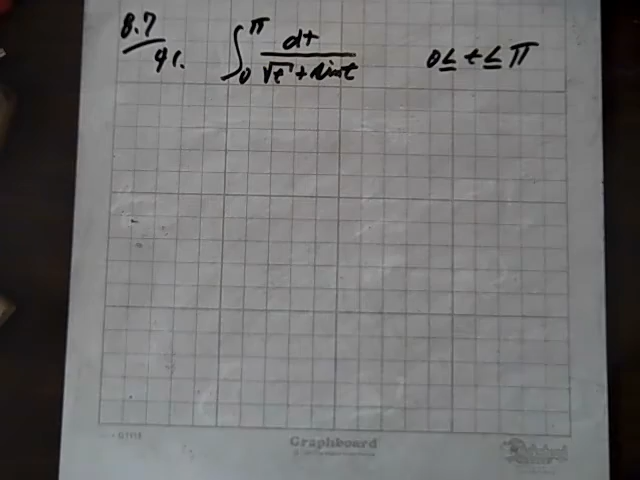 8.7
41. ∫₀^π dt / (√t + sin t)    0 ≤ t ≤ π
Graphboard